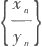 {x_n / y_n}